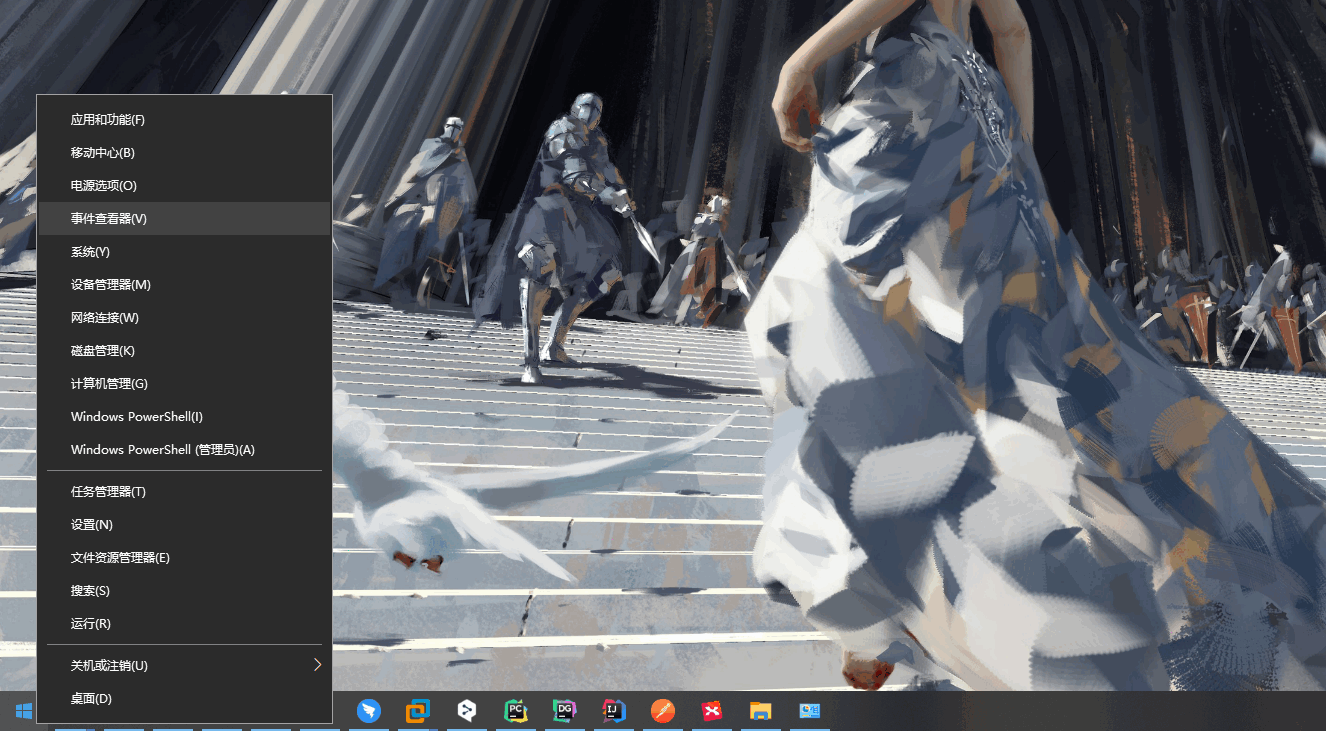 应用和功能(F)
移动中心(B)
电源选项(O)
事件查看器(V)
系统(Y)
设备管理器(M)
网络连接(W)
磁盘管理(K)
计算机管理(G)
Windows PowerShell(I)
Windows PowerShell (管理员)(A)
任务管理器(T)
设置(N)
文件资源管理器(E)
搜索(S)
运行(R)
关机或注销(U)
桌面(D)
PC
DG
IJ